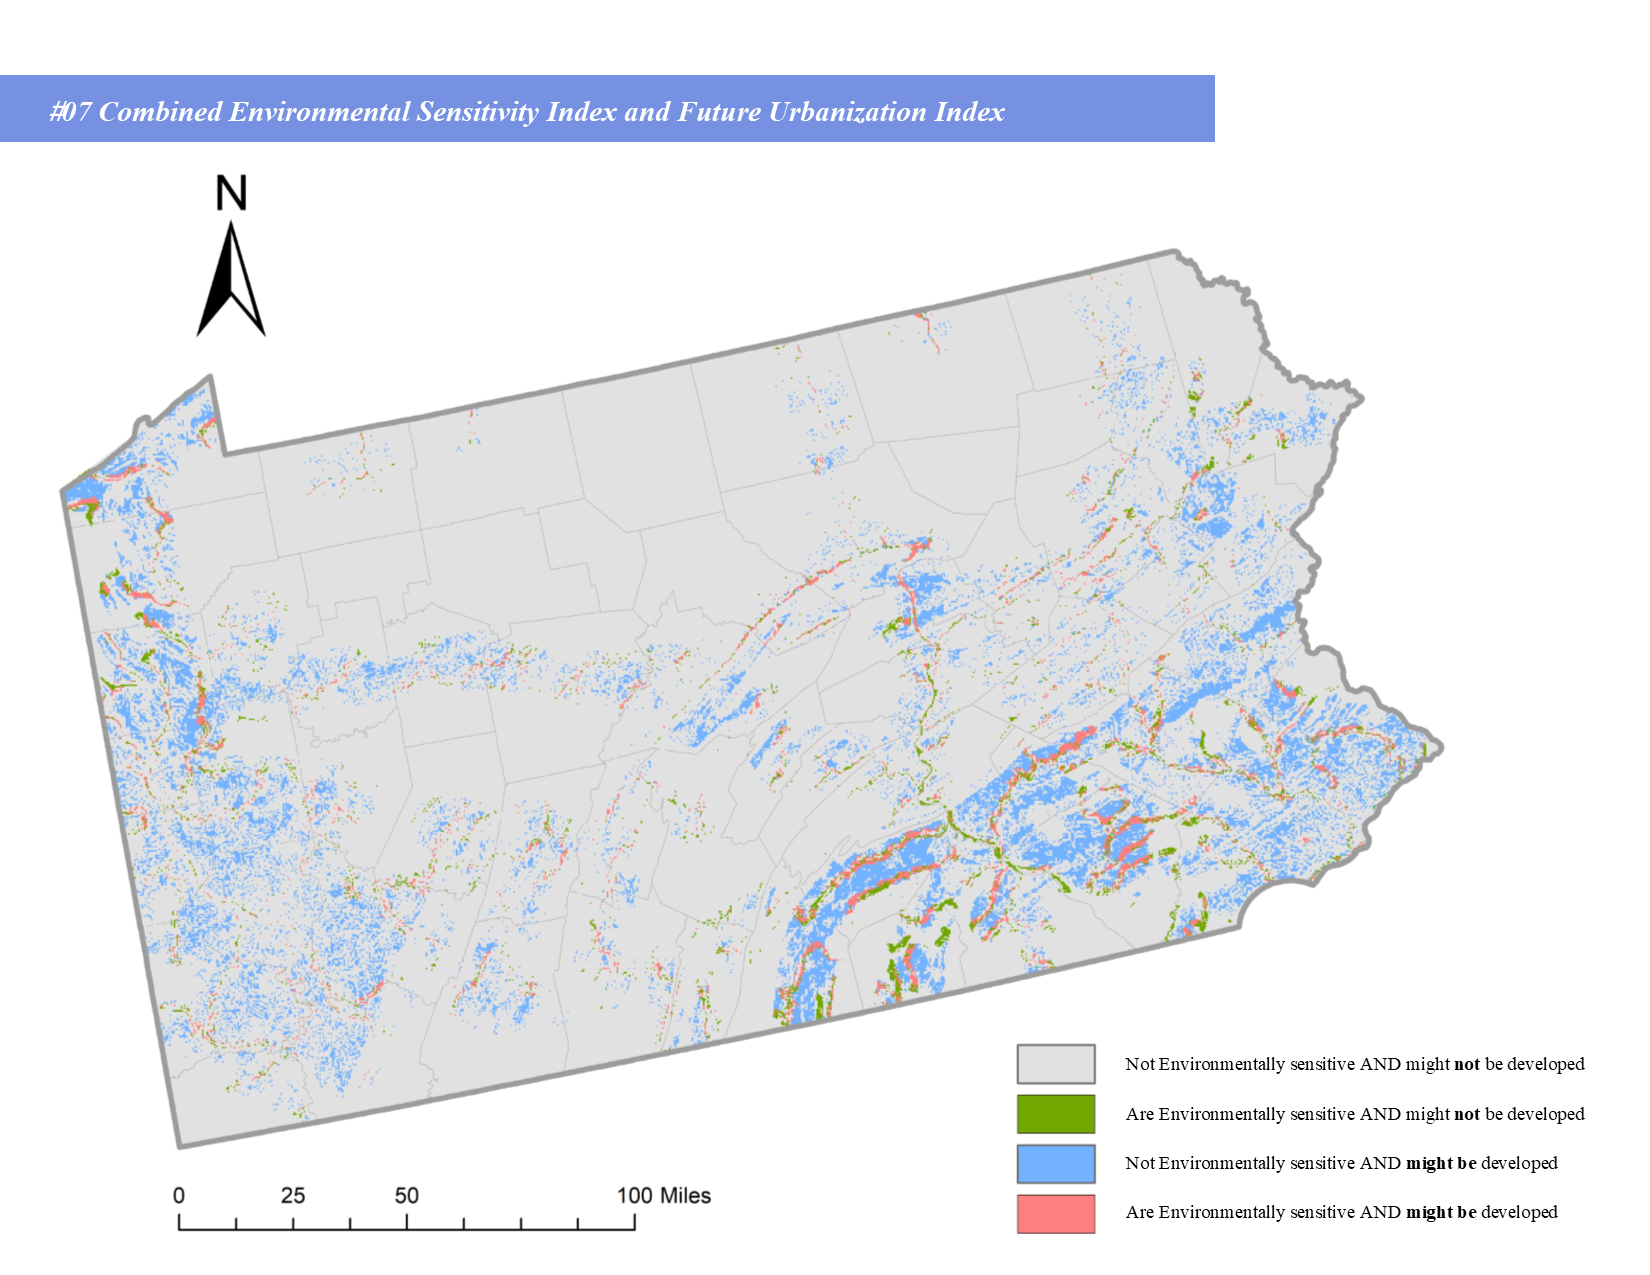 #07 Combined Environmental Sensitivity Index and Future Urbanization Index
N
Not Environmentally sensitive AND might not be developed
Are Environmentally sensitive AND might not be developed
Not Environmentally sensitive AND might be developed
Are Environmentally sensitive AND might be developed
0 25 50 100 Miles